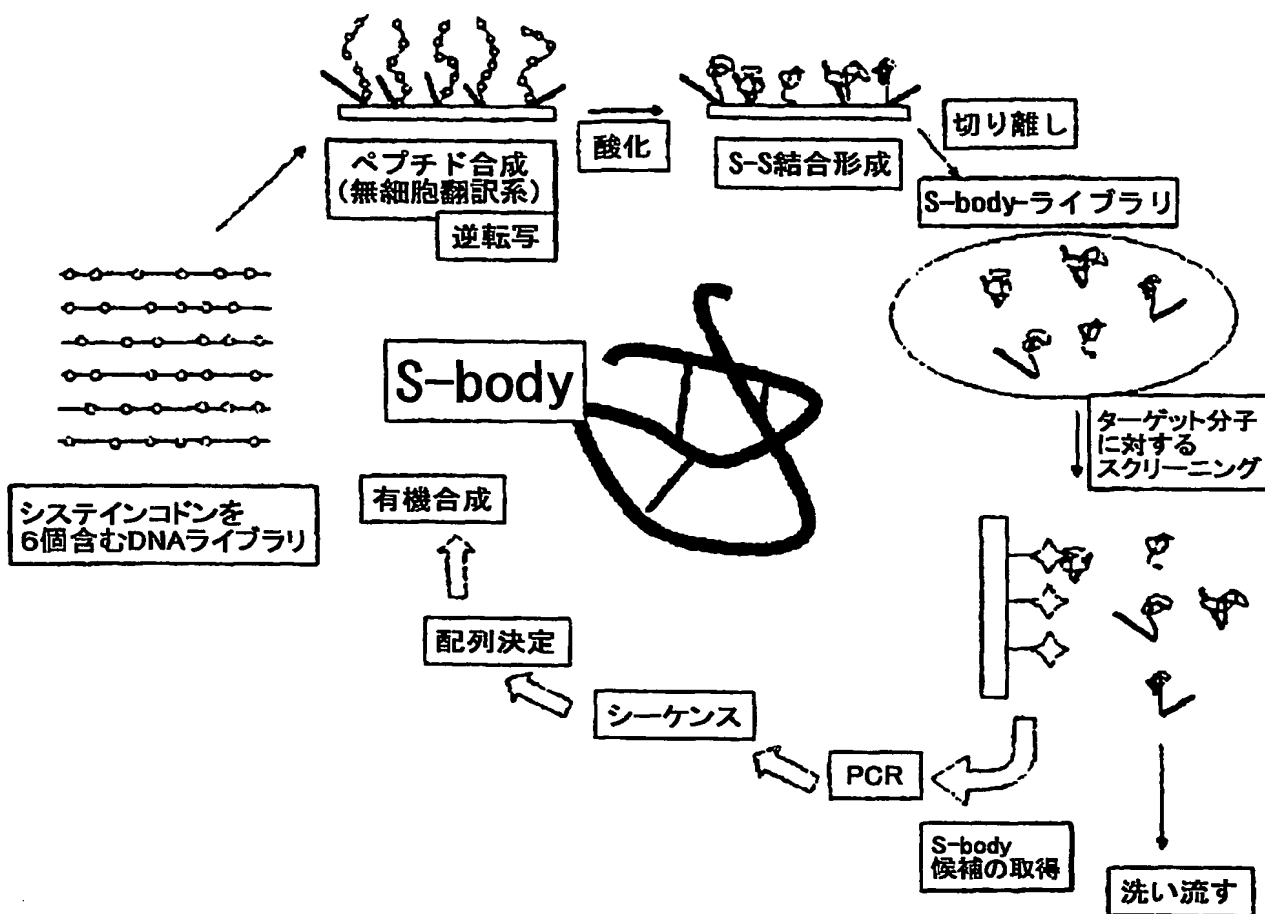 ペプチド合成
(無細胞翻訳系)
逆転写
酸化
S-S結合形成
切り離し
S-body-ライブラリ
ターゲット分子
に対する
スクリーニング
S-body
システインコドンを
6個含むDNAライブラリ
有機合成
配列決定
シーケンス
PCR
S-body
候補の取得
洗い流す